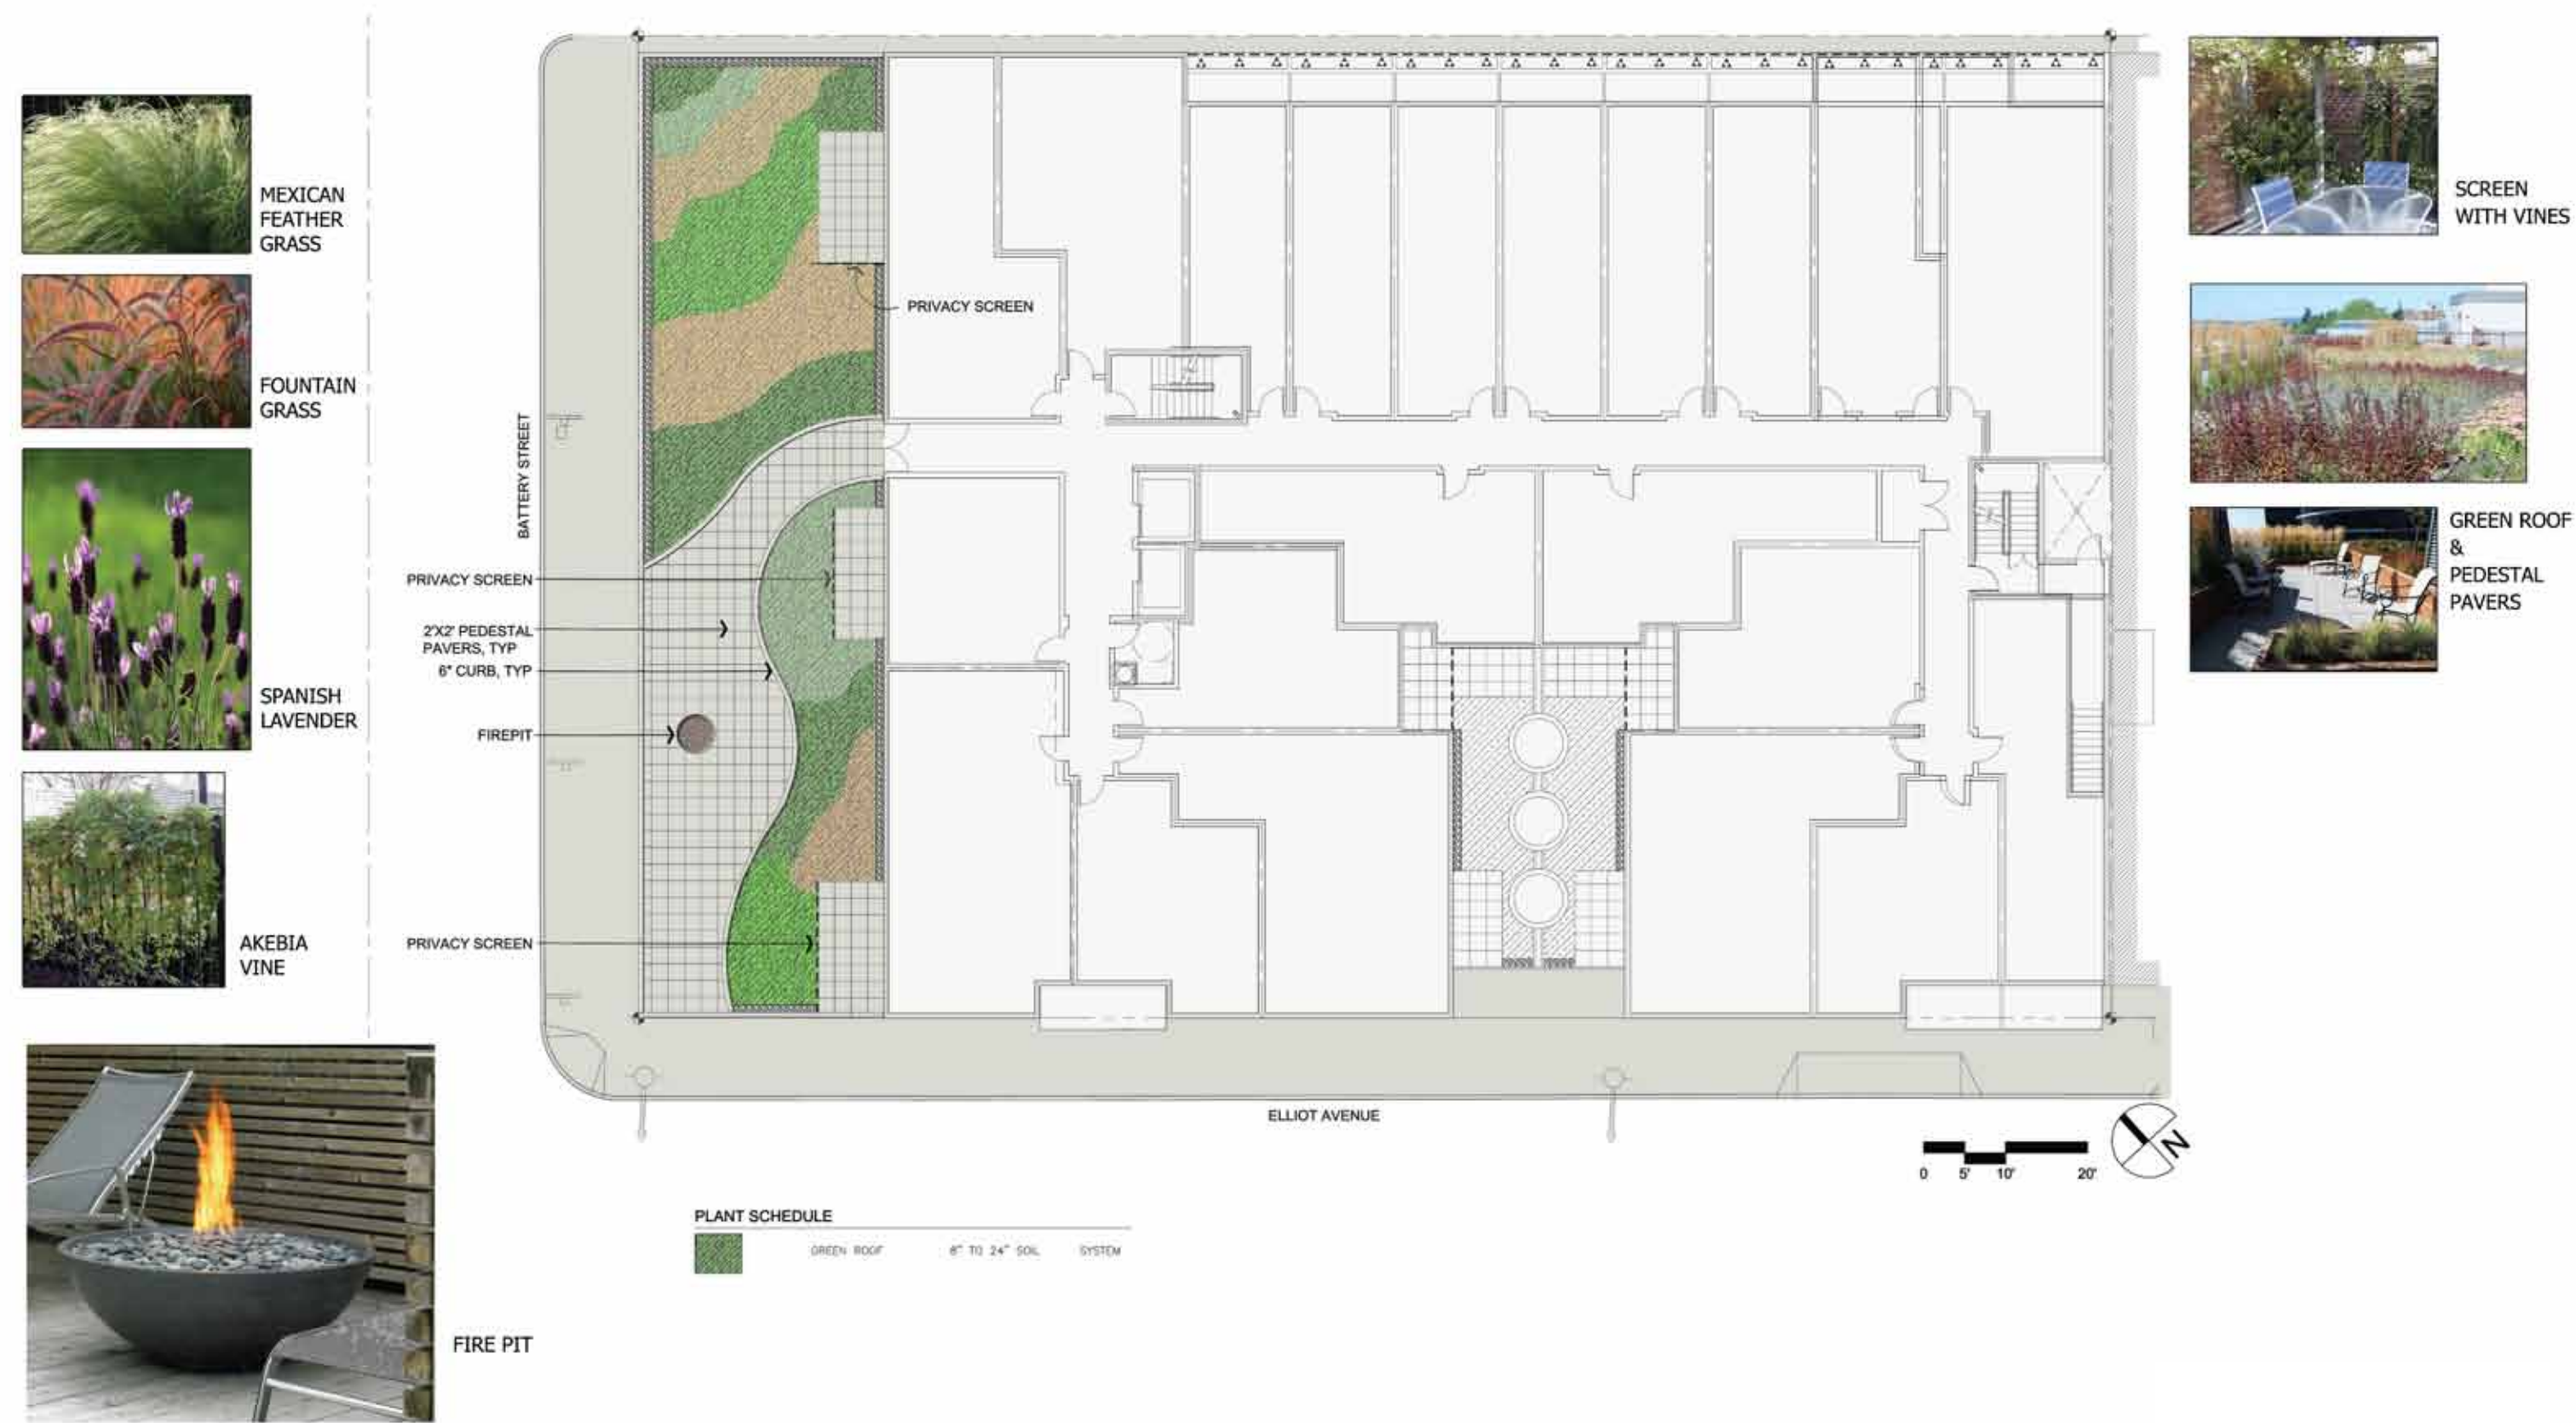 MEXICAN
FEATHER
GRASS
FOUNTAIN
GRASS
SPANISH
LAVENDER
AKEBIA
VINE
FIRE PIT
BATTERY STREET
PRIVACY SCREEN
PRIVACY SCREEN
2'X2' PEDESTAL
PAVERS, TYP
6" CURB, TYP
FIREPIT
PRIVACY SCREEN
ELLIOT AVENUE
0 5' 10' 20'
N
PLANT SCHEDULE
GREEN ROOF 8" TO 24" SOIL SYSTEM
SCREEN
WITH VINES
GREEN ROOF
&
PEDESTAL
PAVERS